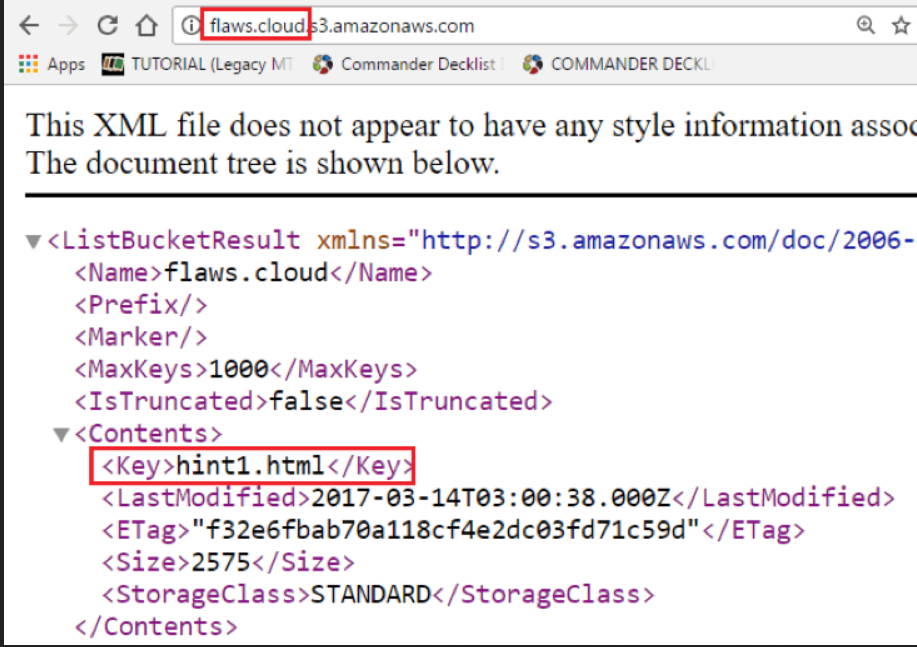 flaws.cloud.s3.amazonaws.com
Apps TUTORIAL (Legacy MT Commander Decklist COMMANDER DECKL
This XML file does not appear to have any style information assoc
The document tree is shown below.
<ListBucketResult xmlns="http://s3.amazonaws.com/doc/2006-
<Name>flaws.cloud</Name>
<Prefix/>
<Marker/>
<MaxKeys>1000</MaxKeys>
<IsTruncated>false</IsTruncated>
<Contents>
<Key>hint1.html</Key>
<LastModified>2017-03-14T03:00:38.000Z</LastModified>
<ETag>"f32e6fbab70a118cf4e2dc03fd71c59d"</ETag>
<Size>2575</Size>
<StorageClass>STANDARD</StorageClass>
</Contents>